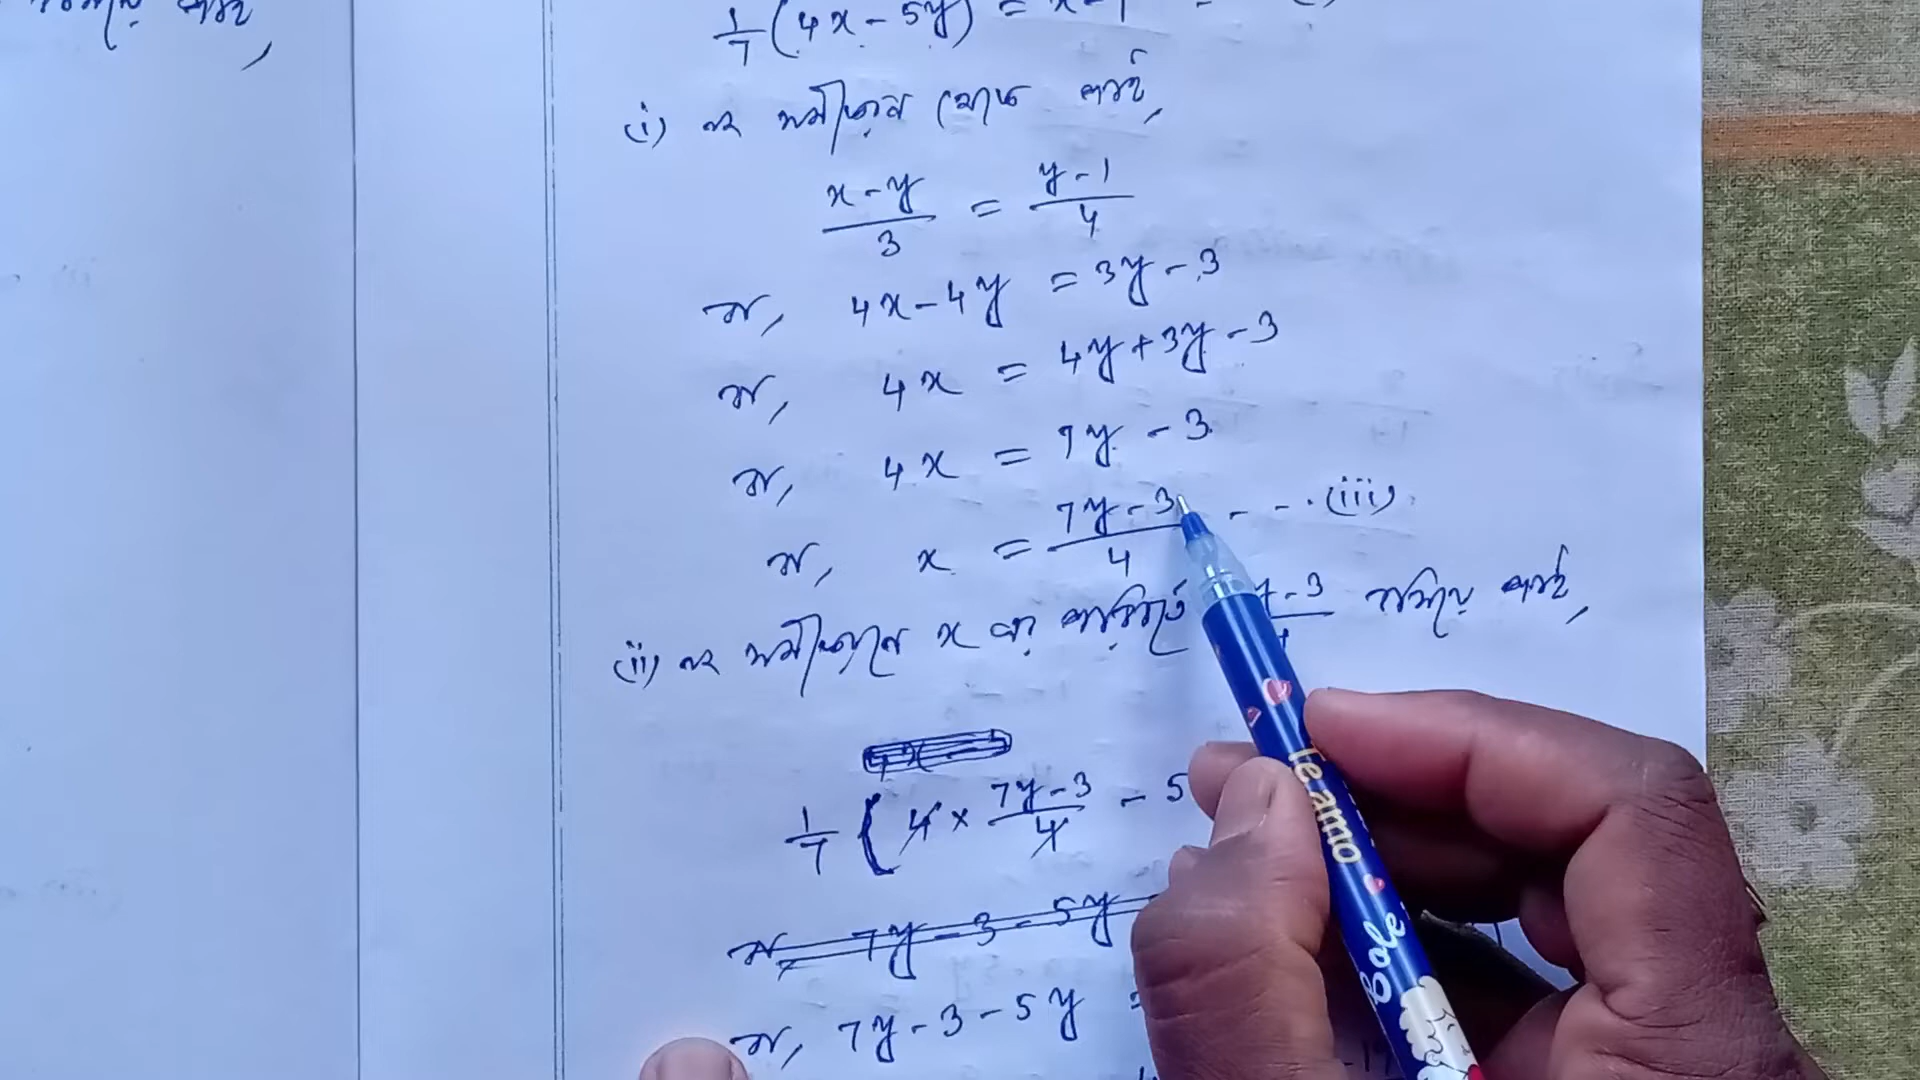 1/7 (4x - 5y) = x - 1
(i) নং সমীকরণ থেকে পাই,
(x - y)/3 = (y - 1)/4
বা, 4x - 4y = 3y - 3
বা, 4x = 4y + 3y - 3
বা, 4x = 7y - 3
বা, x = (7y - 3)/4 - - - (iii)
(ii) নং সমীকরণে x এর পরিবর্তে y - 3 বসিয়ে পাই,
1/7 { 4 × (7y - 3)/4 - 5
বা, 7y - 3 - 5y
বা, 7y - 3 - 5y =
Te amo